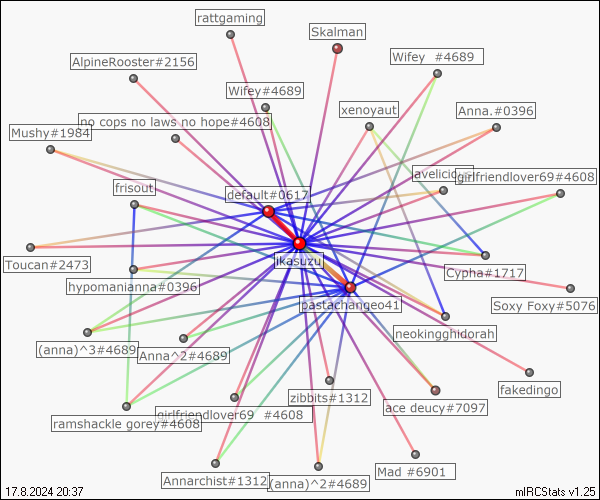 rattgaming
Skalman
AlpineRooster#2156
Wifey  #4689
Wifey#4689
xenoyaut
Anna.#0396
no cops no laws no hope#4608
Mushy#1984
girlfriendlover69#4608
frisout
default#0617
ikasuzu
Toucan#2473
Cypha#1717
hypomanianna#0396
Soxy Foxy#5076
pastachangeo41
neokingghidorah
(anna)^3#4689
Anna^2#4689
fakedingo
zibbits#1312
ace deucy#7097
girlfriendlover69  #4608
ramshackle gorey#4608
Mad #6901
Annarchist#1312
(anna)^2#4689
17.8.2024 20:37
mIRCStats v1.25